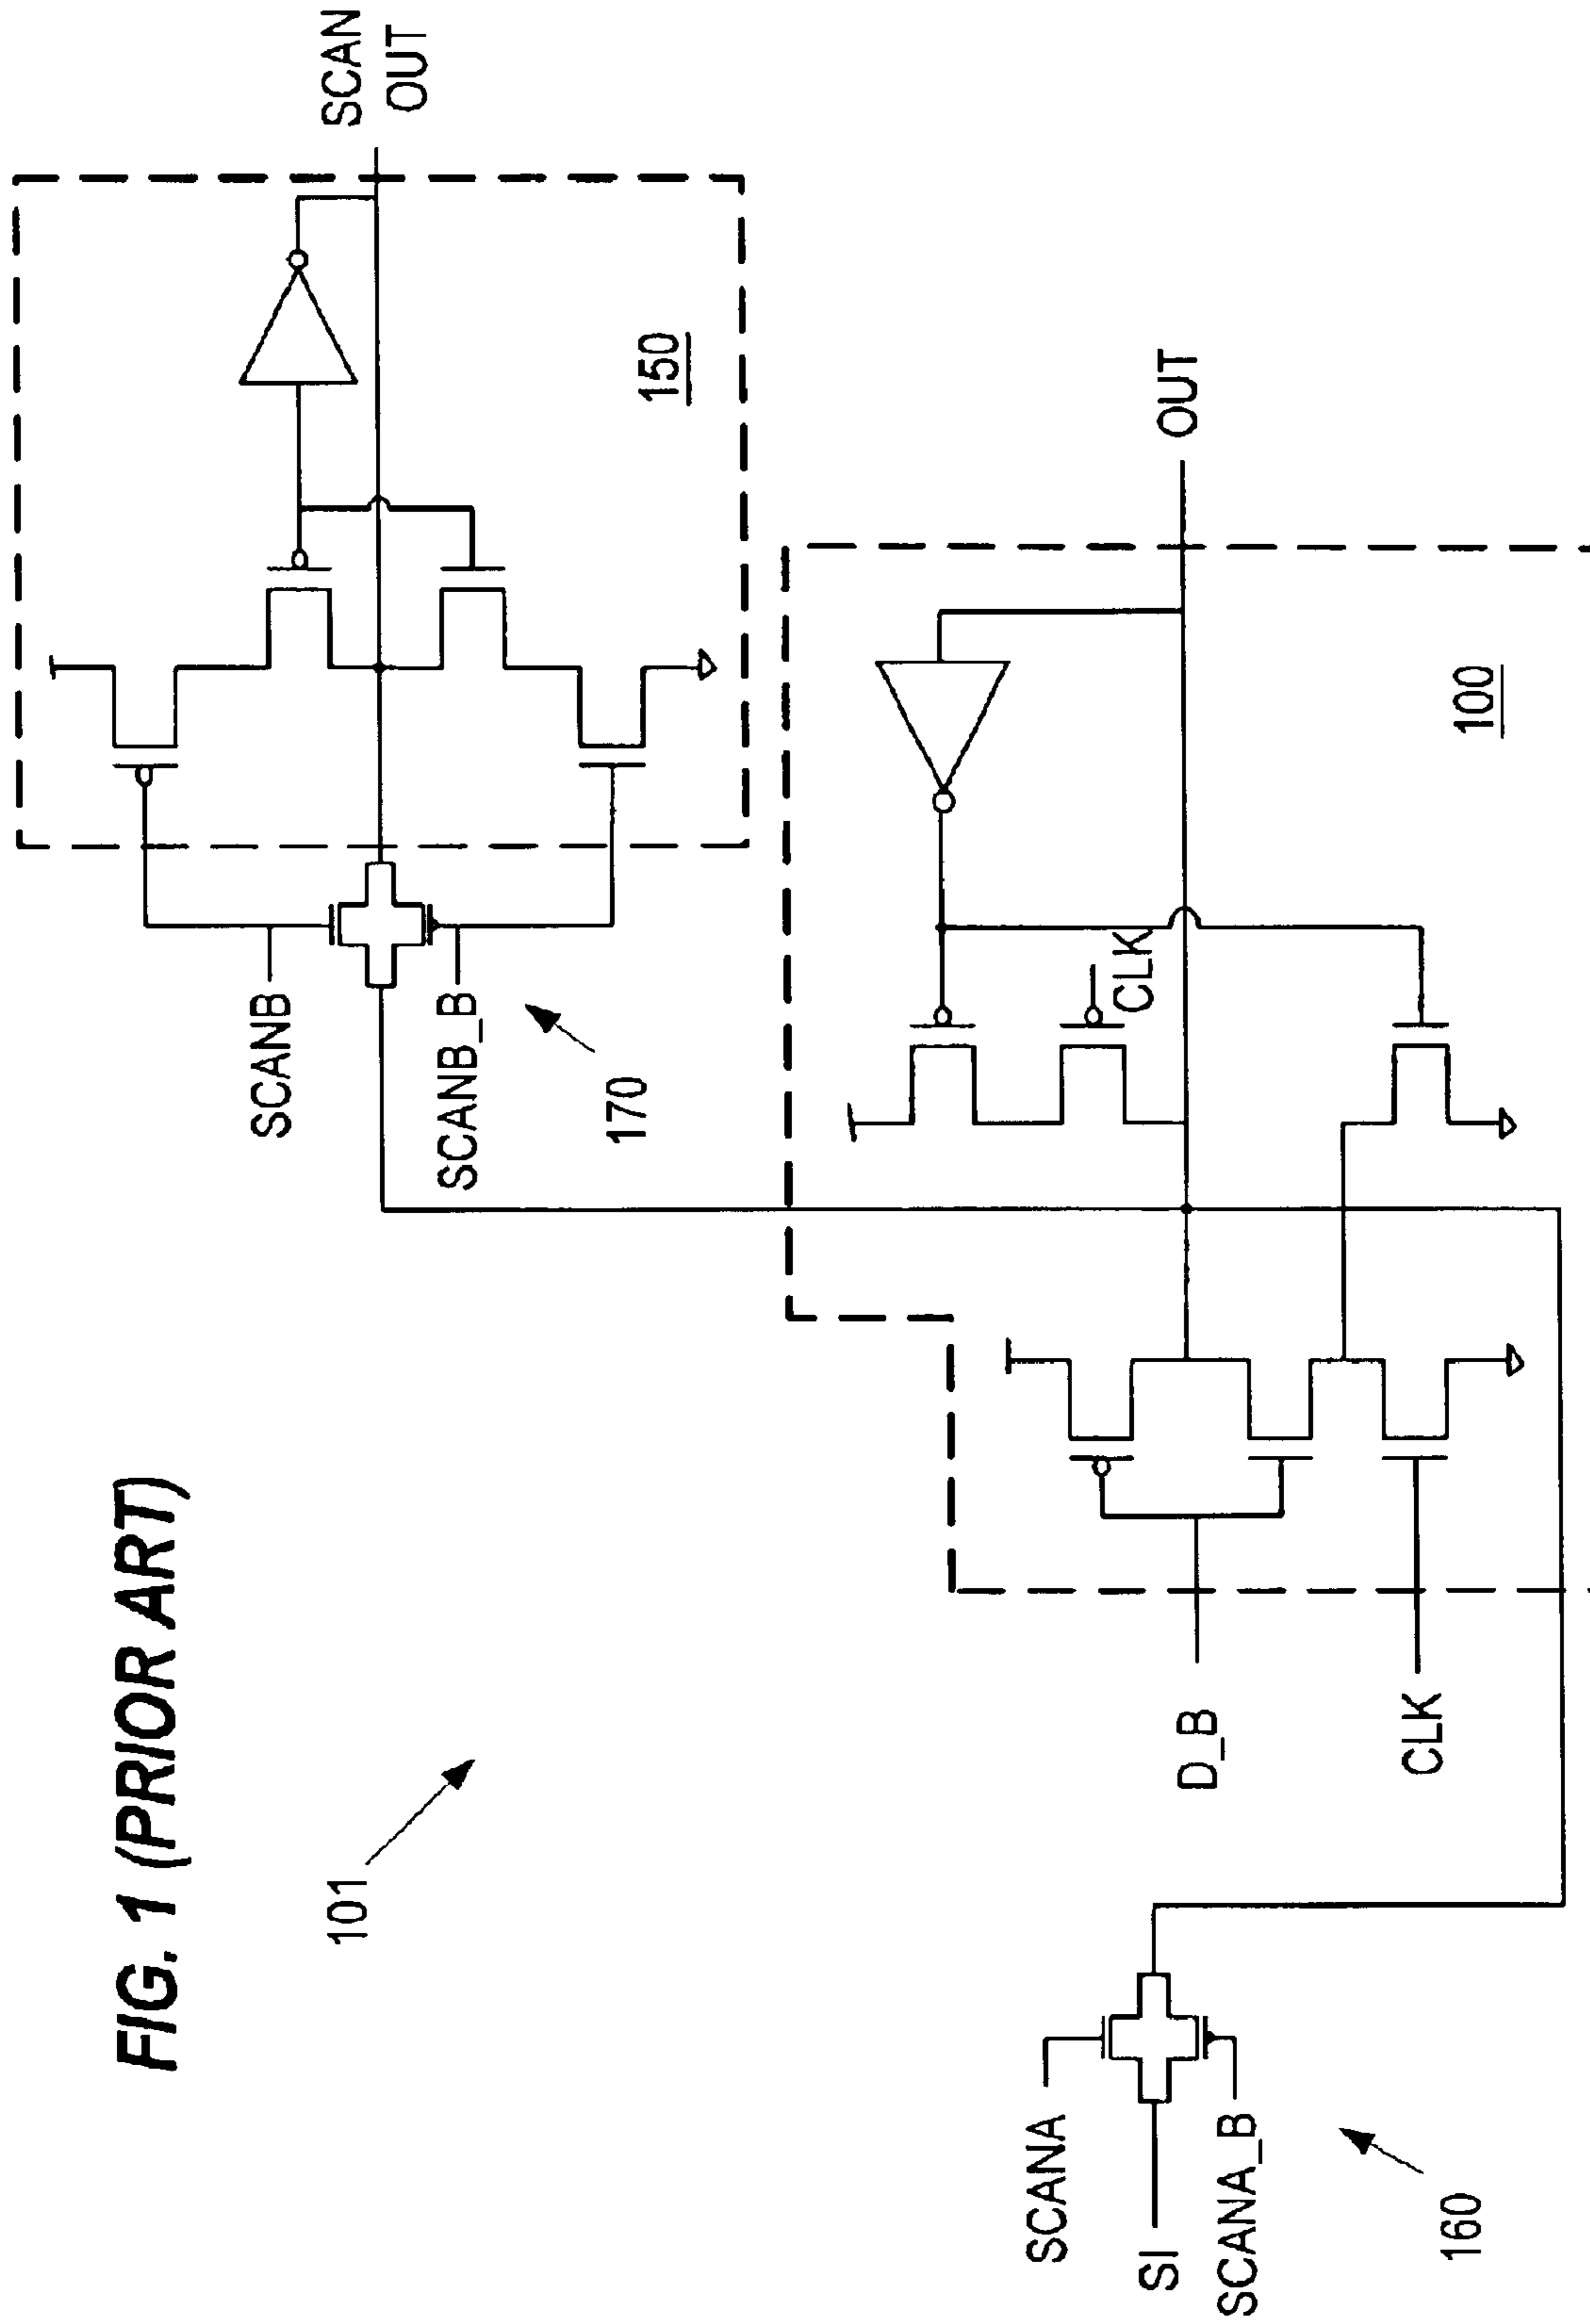 FIG. 1 (PRIOR ART)
101
SCAN
OUT
150
SCANB
SCANB_B
170
OUT
100
CLK
D_B
CLK
SCANA
SI
SCANA_B
160